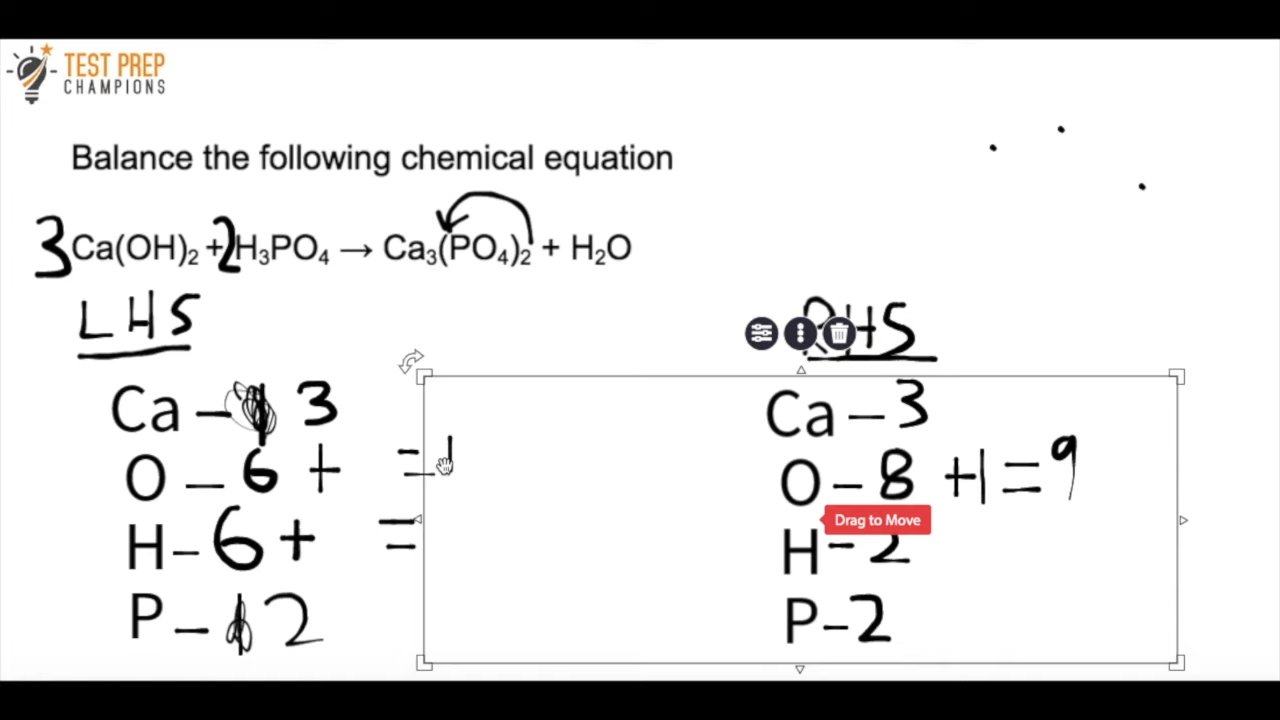 TEST PREP
CHAMPIONS
Balance the following chemical equation
3Ca(OH)₂ + 2H₃PO₄ → Ca₃(PO₄)₂ + H₂O
LHS
RHS
Ca – 3
Ca – 3
O – 6 + =
O – 8 + 1 = 9
Drag to Move
H – 6 + =
H – 2
P – 2
P – 2